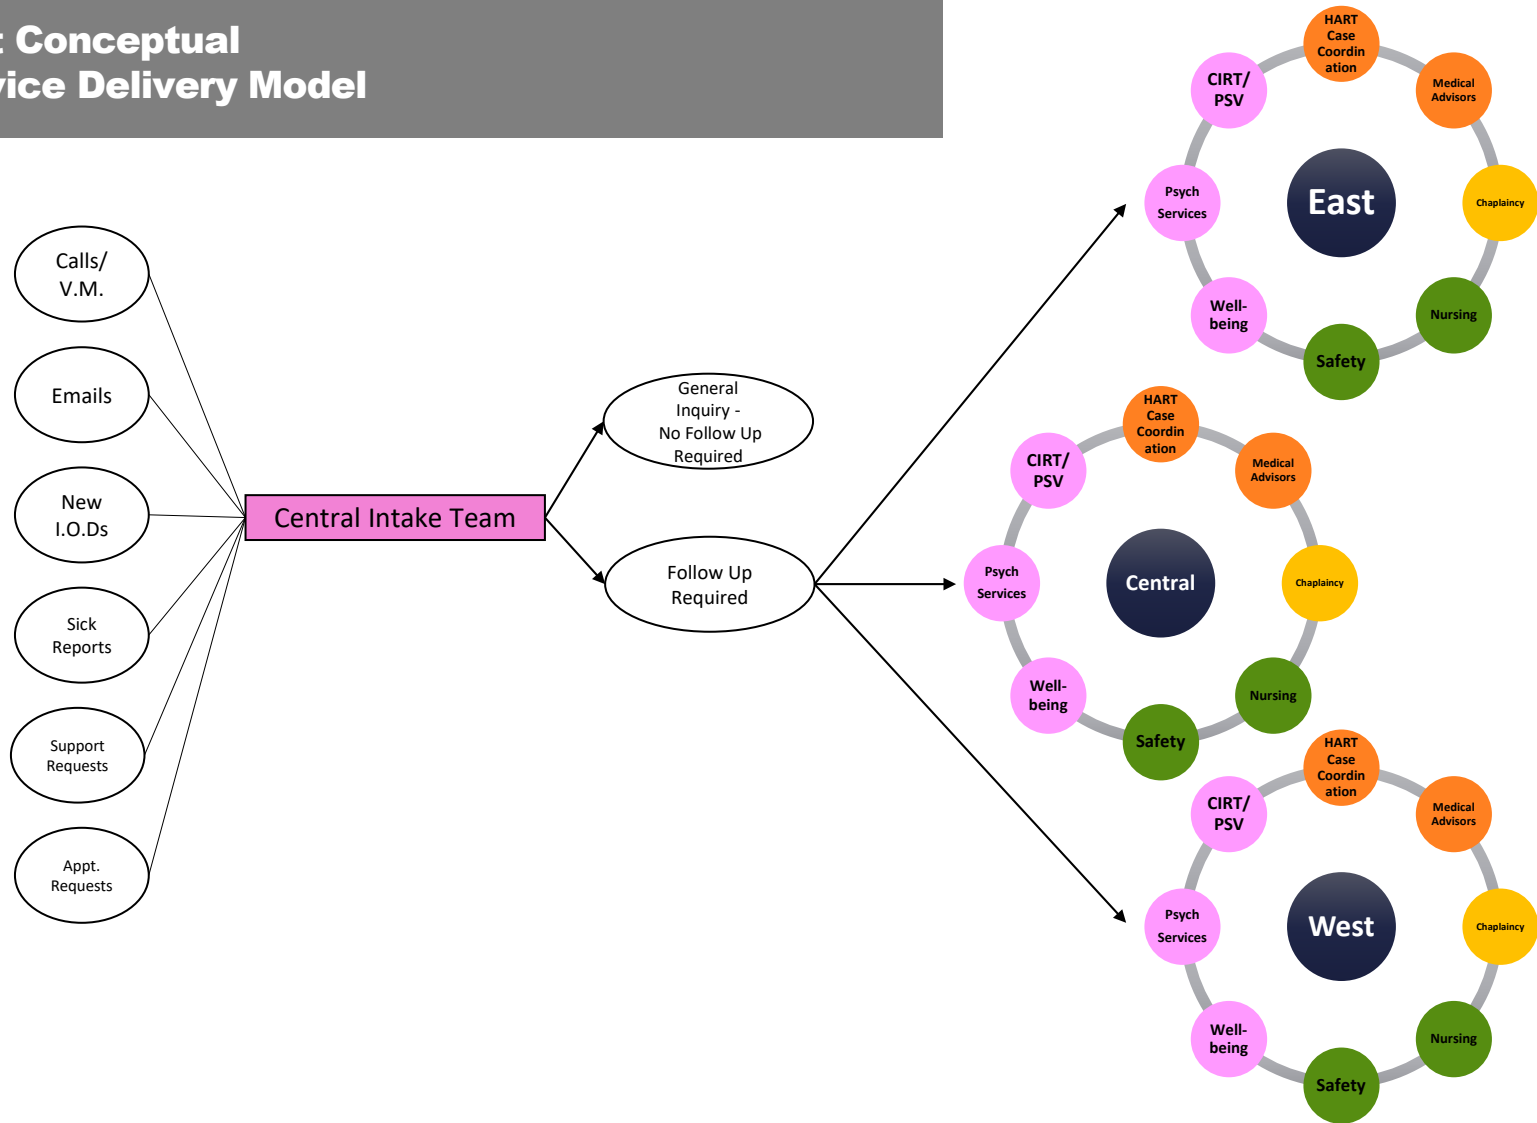 Conceptual
vice Delivery Model
Calls/
V.M.
Emails
New
I.O.Ds
Sick
Reports
Support
Requests
Appt.
Requests
Central Intake Team
General
Inquiry -
No Follow Up
Required
Follow Up
Required
HART
Case
Coordin
ation
CIRT/
PSV
Medical
Advisors
Psych
Services
East
Chaplaincy
Well-
being
Nursing
Safety
HART
Case
Coordin
ation
CIRT/
PSV
Medical
Advisors
Psych
Services
Central
Chaplaincy
Well-
being
Nursing
Safety
HART
Case
Coordin
ation
CIRT/
PSV
Medical
Advisors
Psych
Services
West
Chaplaincy
Well-
being
Nursing
Safety